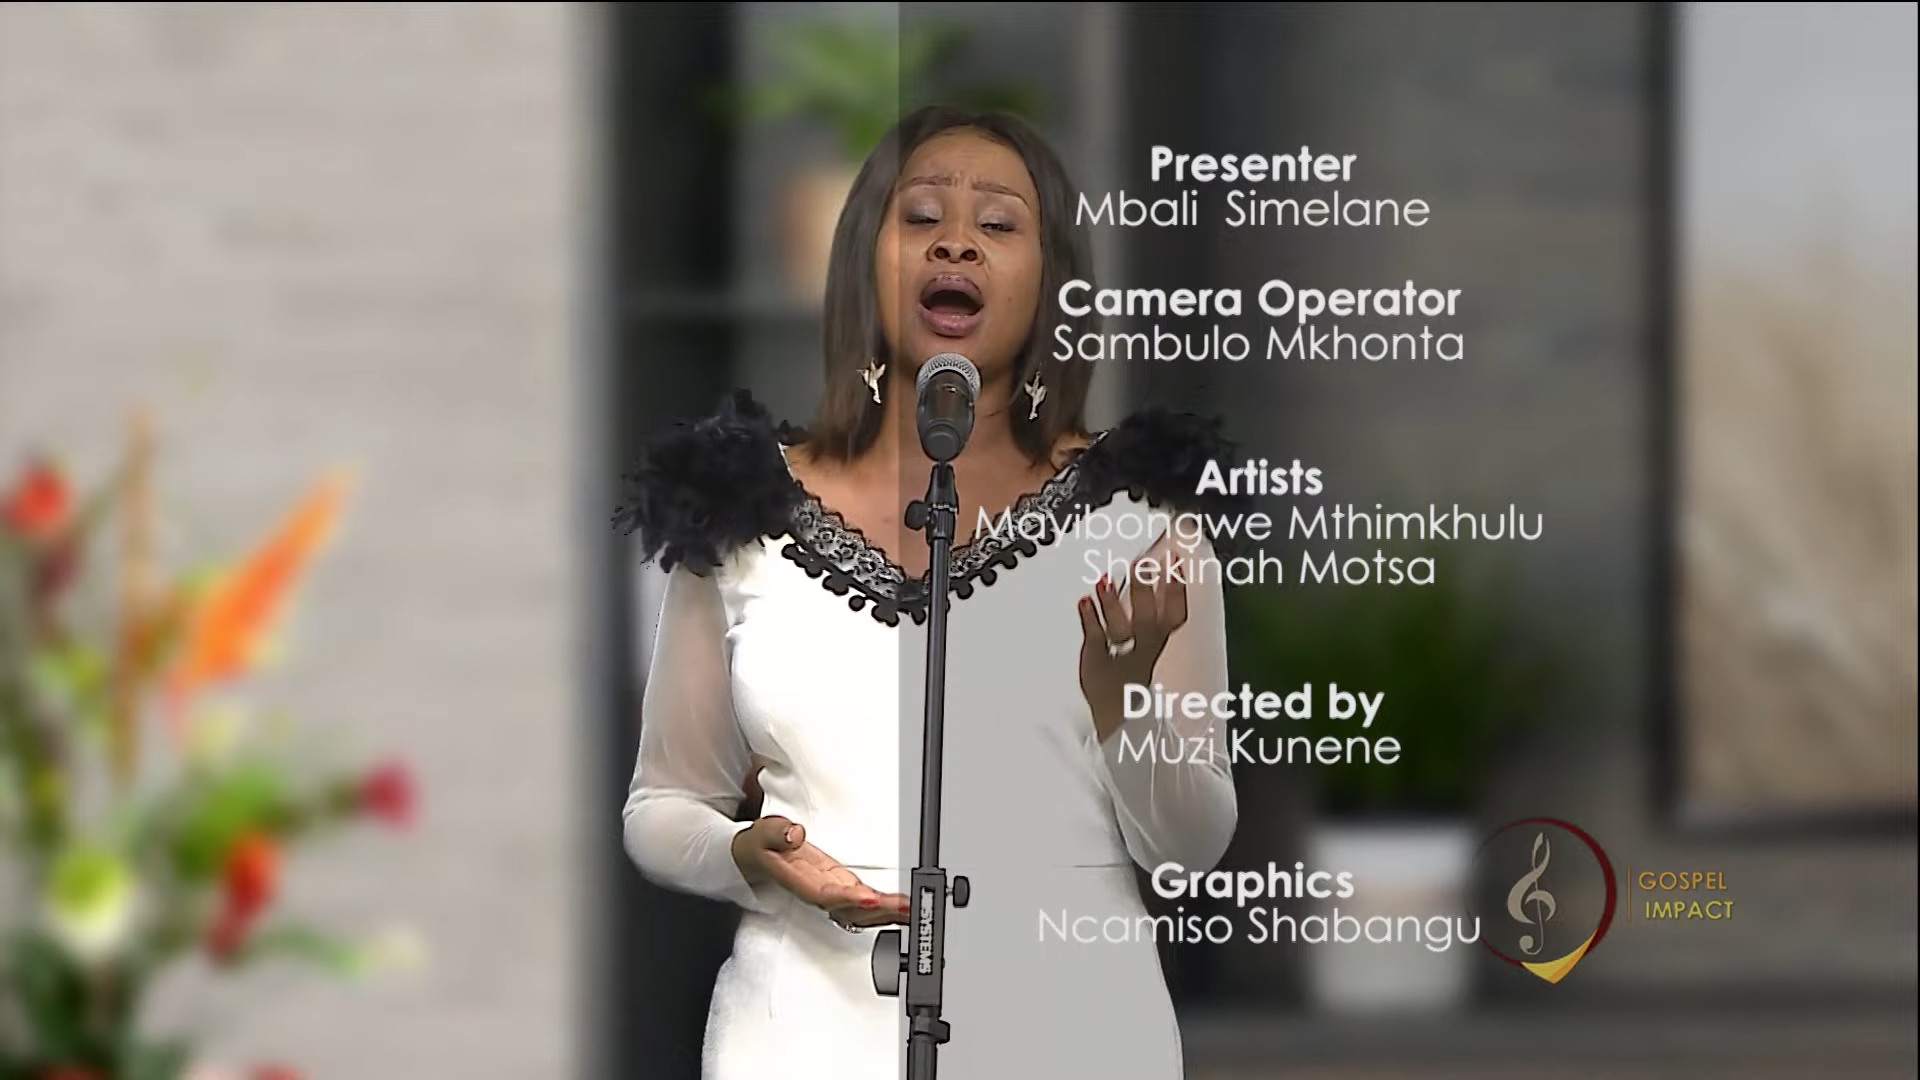 Presenter
Mbali Simelane
Camera Operator
Sambulo Mkhonta
Artists
Mayibongwe Mthimkhulu
Shekinah Motsa
Directed by
Muzi Kunene
Graphics
Ncamiso Shabangu
GOSPEL
IMPACT
JBSYSTEMS